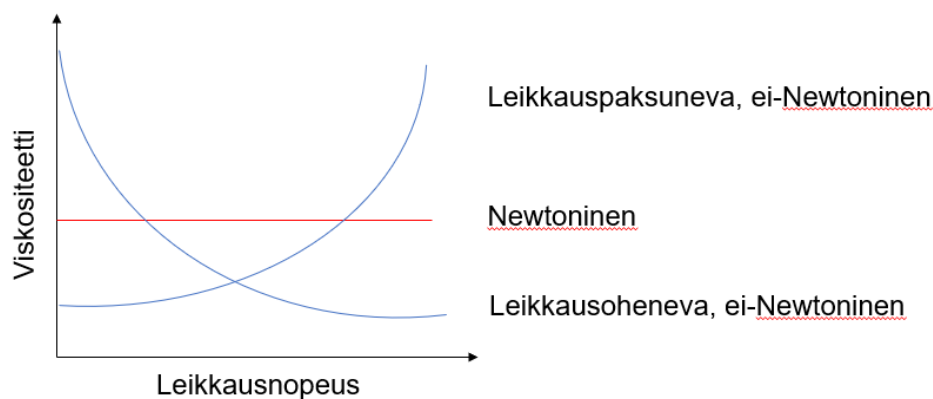 Leikkauspaksuneva, ei-Newtoninen
Viskositeetti
Newtoninen
Leikkausoheneva, ei-Newtoninen
Leikkausnopeus